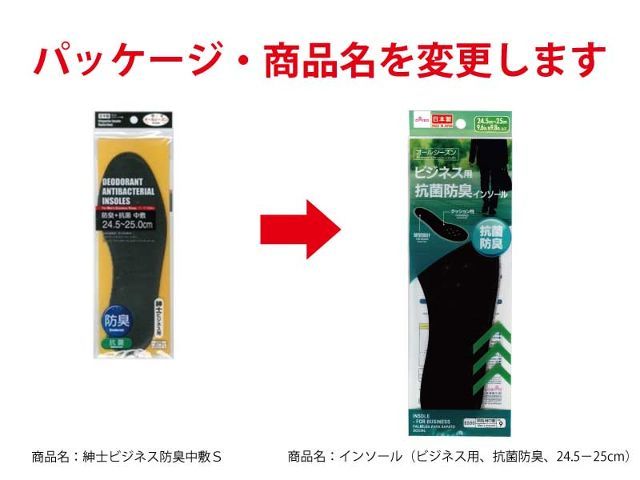 パッケージ・商品名を変更します
DEODORANT
ANTIBACTERIAL
INSOLES
防臭+抗菌 中敷
24.5~25.0cm
防臭
抗菌
紳士ビジネス用
日本製
24.5cm~25cm
オールシーズン
ビジネス用
抗菌防臭インソール
クッション性
抗菌
防臭
INSOLE
- FOR BUSINESS
商品名：紳士ビジネス防臭中敷S
商品名：インソール（ビジネス用、抗菌防臭、24.5－25cm）